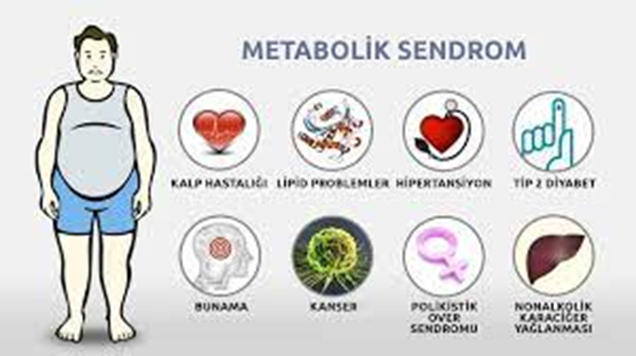 METABOLİK SENDROM
KALP HASTALIĞI LİPİD PROBLEMLER HİPERTANSİYON TİP 2 DİYABET
BUNAMA KANSER POLİKİSTİK NONALKOLİK
OVER KARACİĞER
SENDROMU YAĞLANMASI